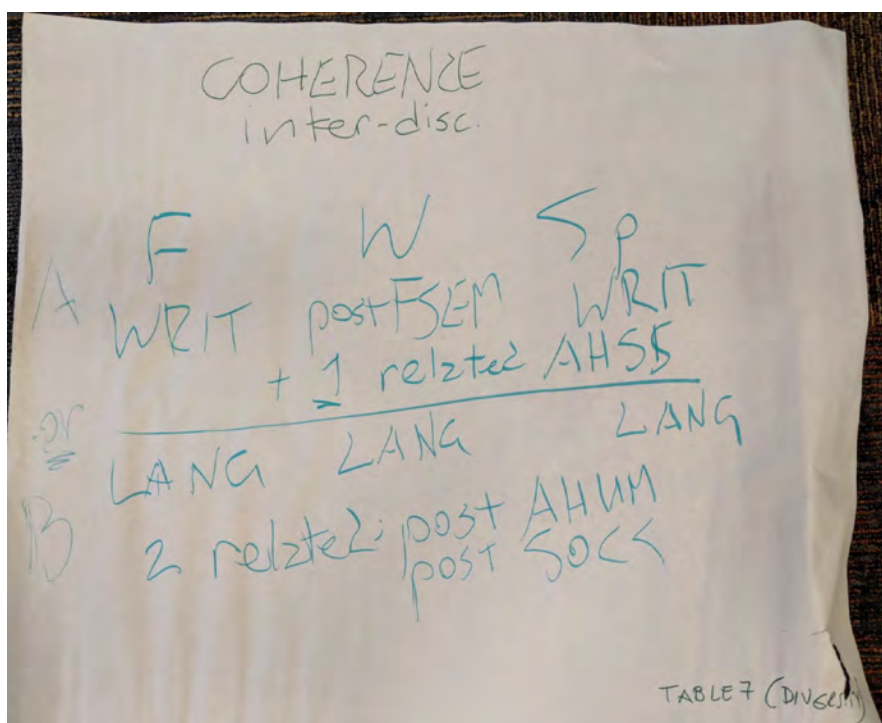 COHERENCE
inter-disc.
F W Sp
A WRIT postFSEM WRIT
+ 1 related AHSS
or
LANG LANG LANG
B 2 related: post AHUM
post SOCS
TABLE 7 (DIVERSITY)